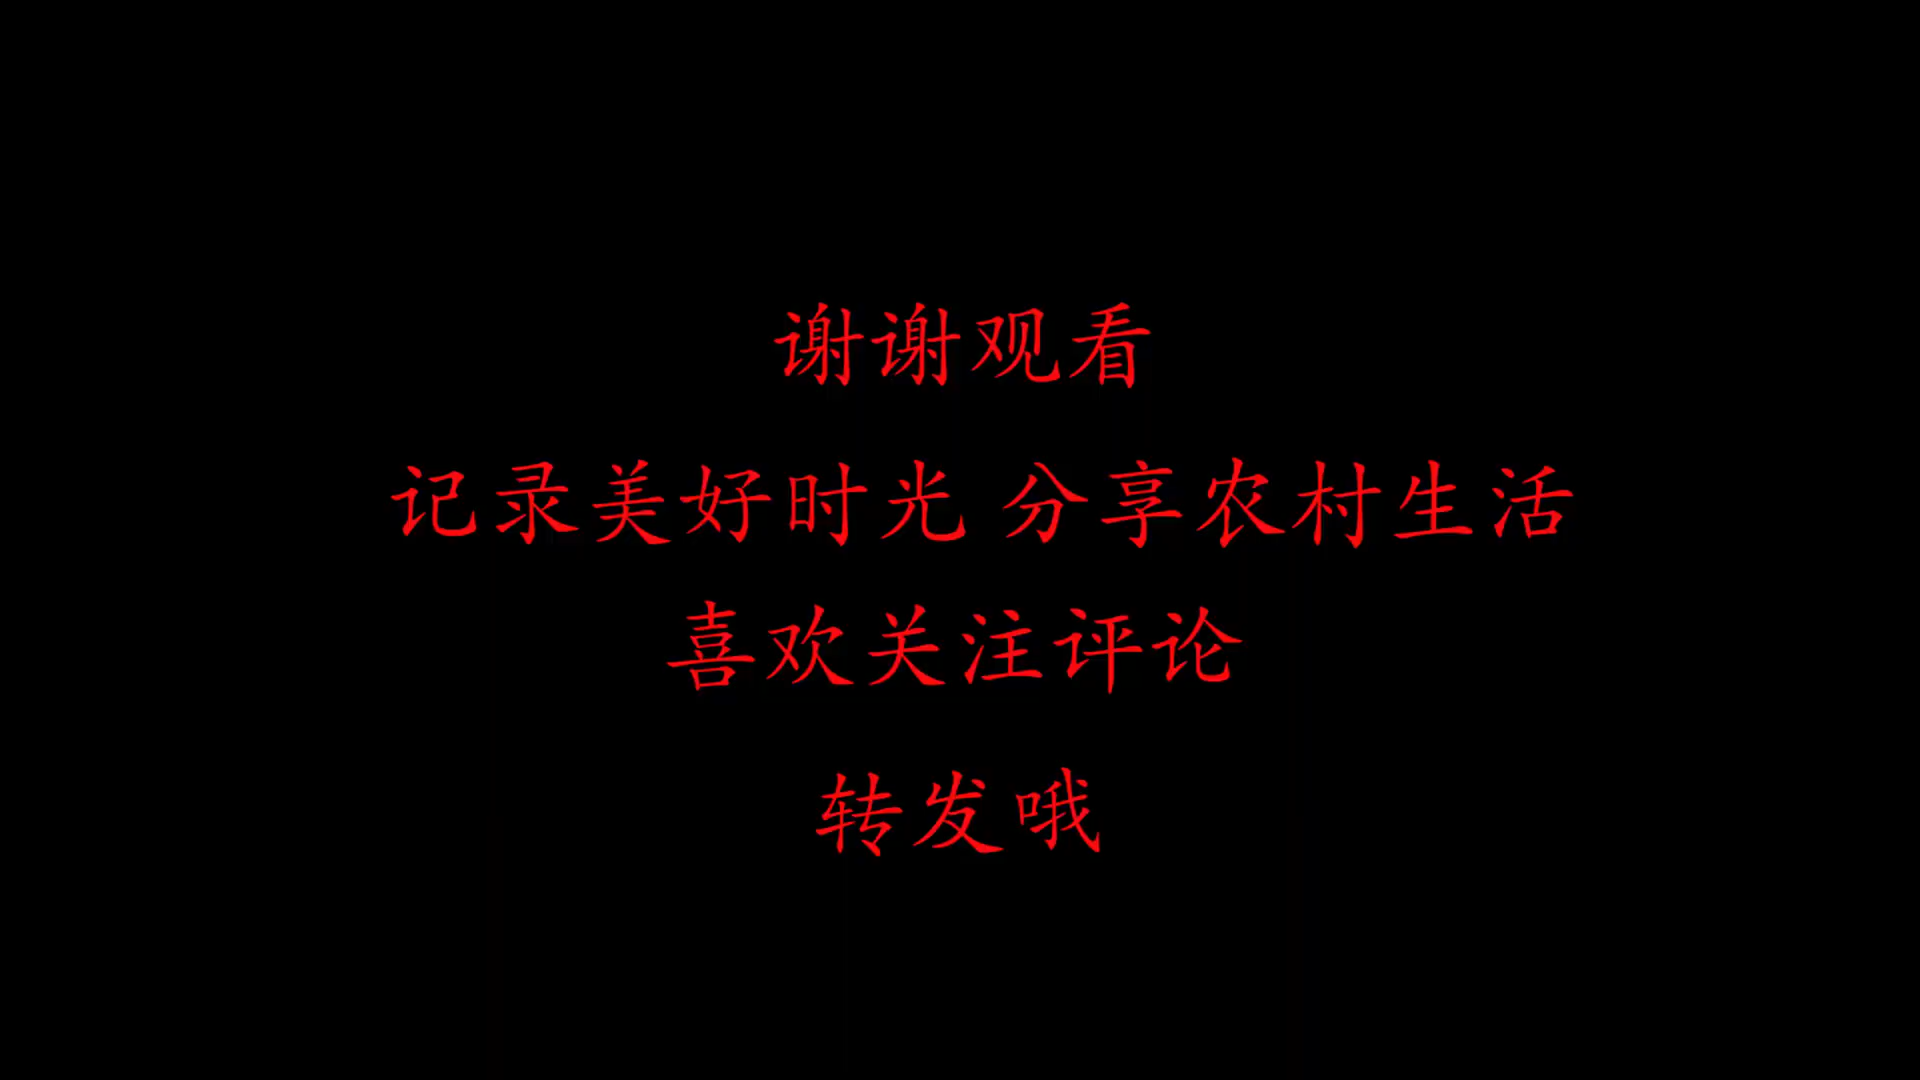 谢谢观看
记录美好时光 分享农村生活
喜欢关注评论
转发哦